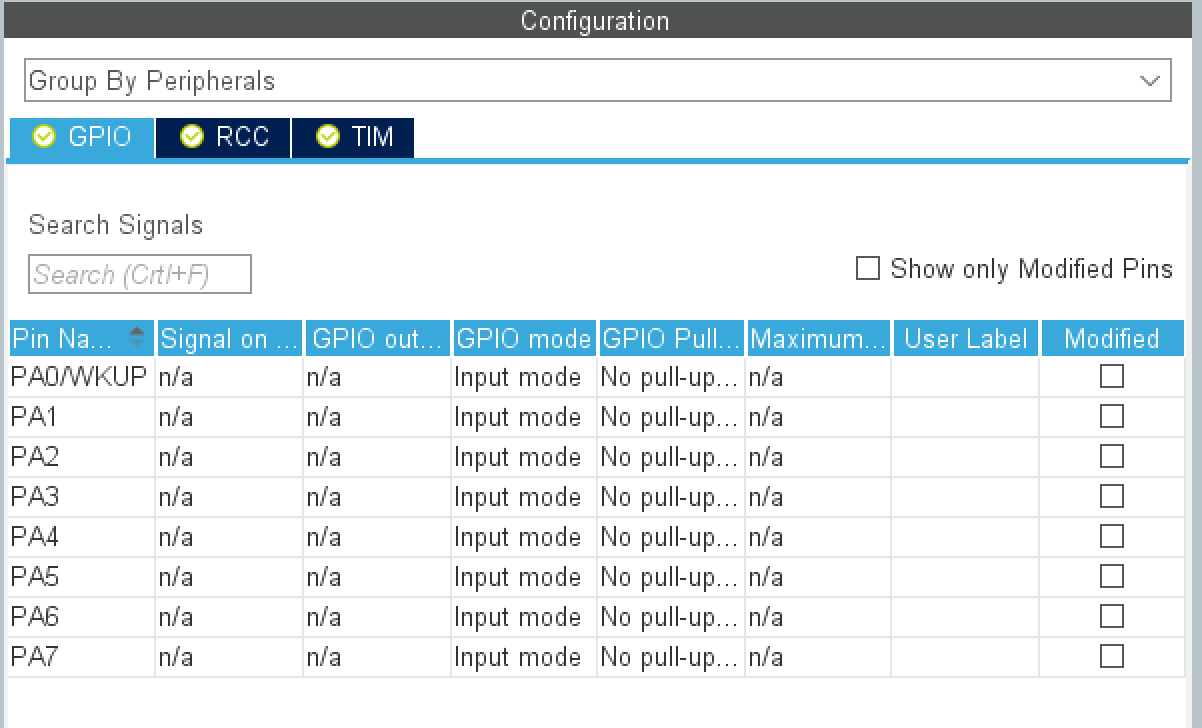 Configuration
Group By Peripherals
GPIO RCC TIM
Search Signals
Search (Crtl+F)
Show only Modified Pins
Pin Na... Signal on ... GPIO out... GPIO mode GPIO Pull... Maximum... User Label Modified
PA0/WKUP n/a n/a Input mode No pull-up... n/a
PA1 n/a n/a Input mode No pull-up... n/a
PA2 n/a n/a Input mode No pull-up... n/a
PA3 n/a n/a Input mode No pull-up... n/a
PA4 n/a n/a Input mode No pull-up... n/a
PA5 n/a n/a Input mode No pull-up... n/a
PA6 n/a n/a Input mode No pull-up... n/a
PA7 n/a n/a Input mode No pull-up... n/a